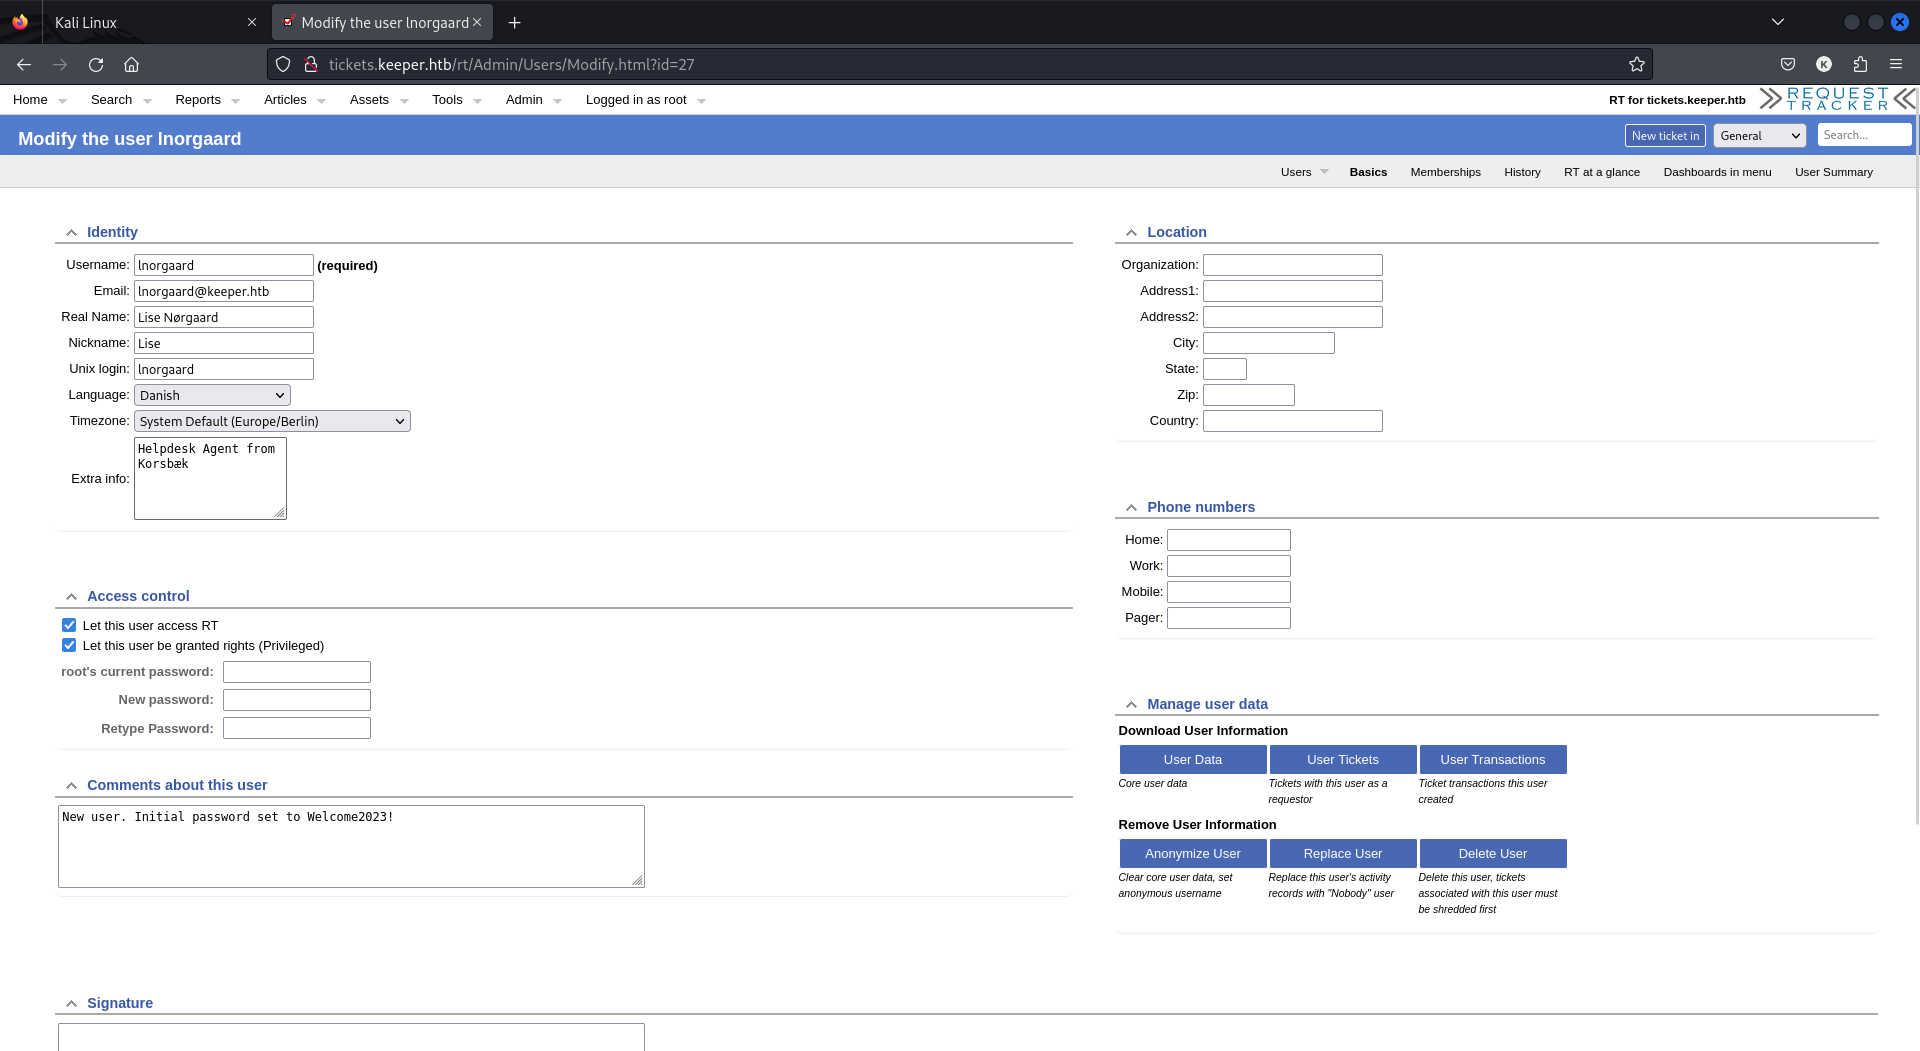 Kali Linux
Modify the user lnorgaard
tickets.keeper.htb/rt/Admin/Users/Modify.html?id=27
K
Home Search Reports Articles Assets Tools Admin Logged in as root
RT for tickets.keeper.htb
REQUEST TRACKER
Modify the user lnorgaard
New ticket in General Search...
Users Basics Memberships History RT at a glance Dashboards in menu User Summary
Identity
Username: lnorgaard (required)
Email: lnorgaard@keeper.htb
Real Name: Lise Nørgaard
Nickname: Lise
Unix login: lnorgaard
Language: Danish
Timezone: System Default (Europe/Berlin)
Extra info: Helpdesk Agent from
Korsbæk
Access control
Let this user access RT
Let this user be granted rights (Privileged)
root's current password:
New password:
Retype Password:
Comments about this user
New user. Initial password set to Welcome2023!
Location
Organization:
Address1:
Address2:
City:
State:
Zip:
Country:
Phone numbers
Home:
Work:
Mobile:
Pager:
Manage user data
Download User Information
User Data User Tickets User Transactions
Core user data Tickets with this user as a Ticket transactions this user
requestor created
Remove User Information
Anonymize User Replace User Delete User
Clear core user data, set Replace this user's activity Delete this user, tickets
anonymous username records with "Nobody" user associated with this user must
be shredded first
Signature